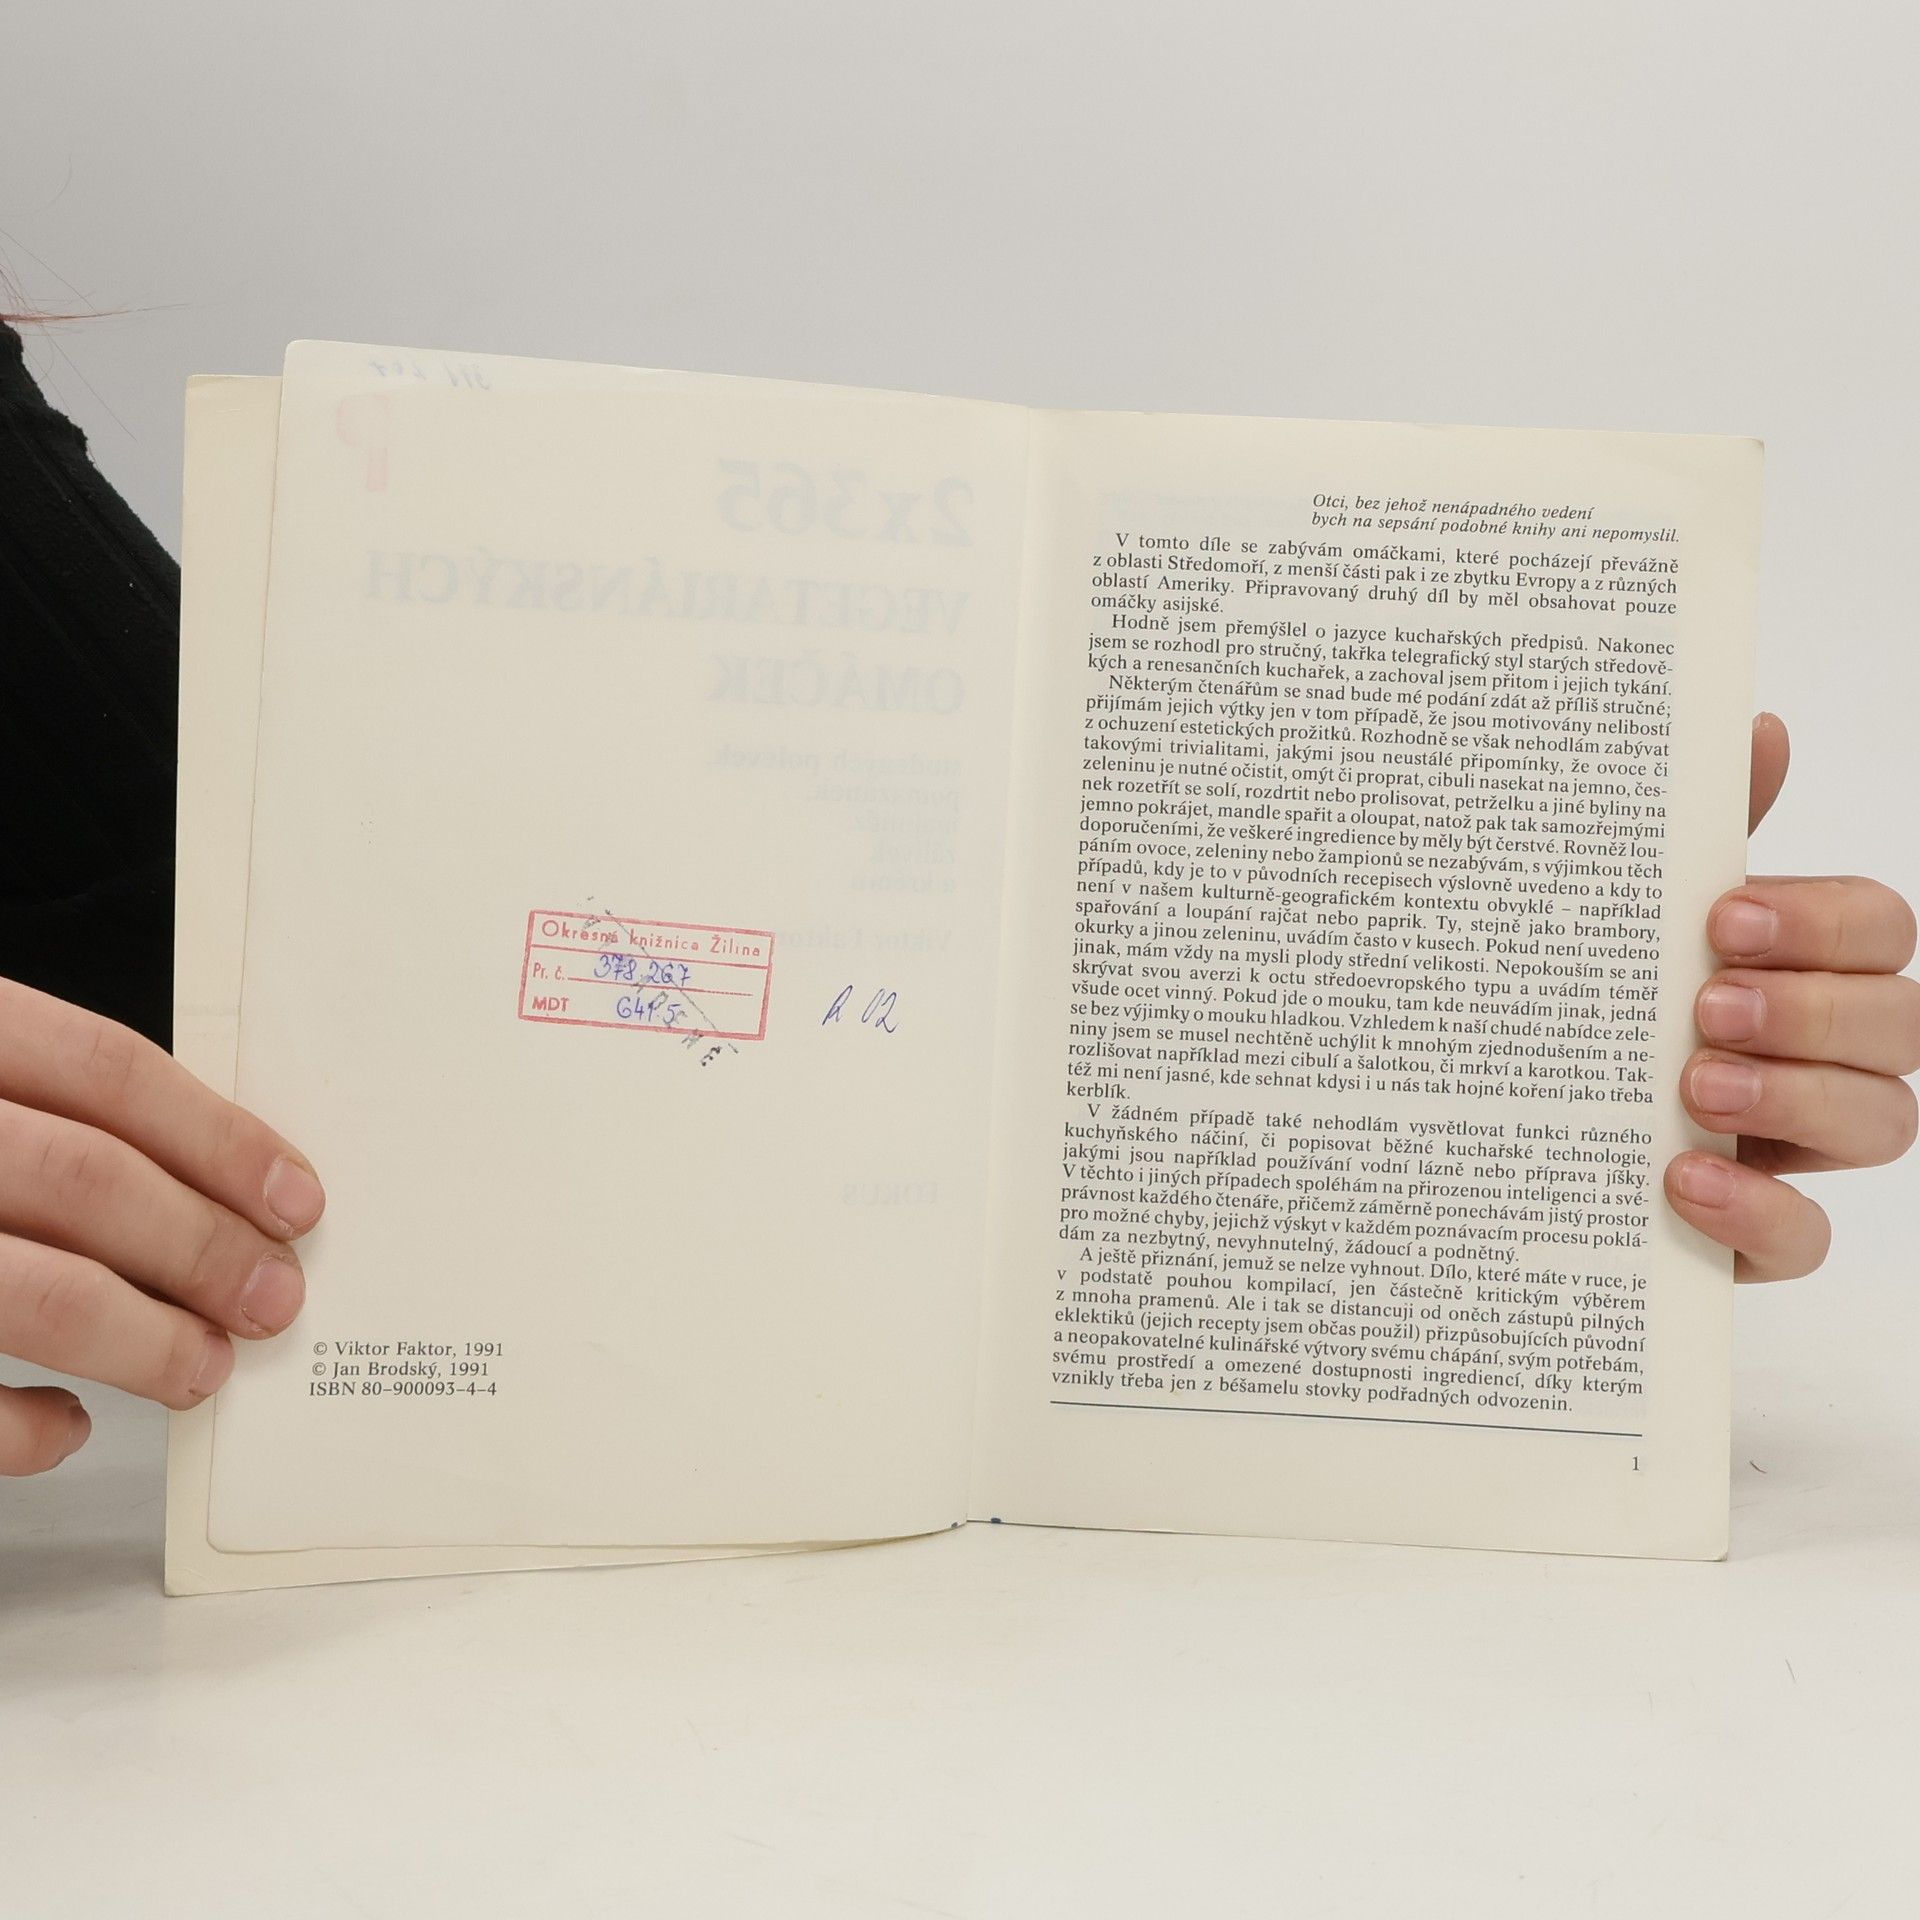 2x365
VEGETARIÁNSKÝCH
OMÁČEK
studených polévek,
pomazánek,
zálivek
a krémů
Viktor Faktor
Okresná knižnica Žilina
Pr. č. 378 267
MDT 641.5
R 02
FOKUS
© Viktor Faktor, 1991
© Jan Brodský, 1991
ISBN 80-900093-4-4
Otci, bez jehož nenápadného vedení
bych na sepsání podobné knihy ani nepomyslil.
V tomto díle se zabývám omáčkami, které pocházejí převážně
z oblasti Středomoří, z menší části pak i ze zbytku Evropy a z různých
oblastí Ameriky. Připravovaný druhý díl by měl obsahovat pouze
omáčky asijské.
Hodně jsem přemýšlel o jazyce kuchařských předpisů. Nakonec
jsem se rozhodl pro stručný, takřka telegrafický styl starých středově-
kých a renesančních kuchařek, a zachoval jsem přitom i jejich tykání.
Některým čtenářům se snad bude mé podání zdát až příliš stručné;
přijímám jejich výtky jen v tom případě, že jsou motivovány nelibostí
z ochuzení estetických prožitků. Rozhodně se však nehodlám zabývat
takovými trivialitami, jakými jsou neustálé připomínky, že ovoce či
zeleninu je nutné očistit, omýt či proprat, cibuli nasekat na jemno, čes-
nek rozetřít se solí, rozdrtit nebo prolisovat, petrželku a jiné byliny na
jemno pokrájet, mandle spařit a oloupat, natož pak tak samozřejmými
doporučeními, že veškeré ingredience by měly být čerstvé. Rovněž lou-
páním ovoce, zeleniny nebo žampionů se nezabývám, s výjimkou těch
případů, kdy je to v původních recepisech výslovně uvedeno a kdy to
není v našem kulturně-geografickém kontextu obvyklé – například
spařování a loupání rajčat nebo paprik. Ty, stejně jako brambory,
okurky a jinou zeleninu, uvádím často v kusech. Pokud není uvedeno
jinak, mám vždy na mysli plody střední velikosti. Nepokouším se ani
skrývat svou averzi k octu středoevropského typu a uvádím téměř
všude ocet vinný. Pokud jde o mouku, tam kde neuvádím jinak, jedná
se bez výjimky o mouku hladkou. Vzhledem k naší chudé nabídce zele-
niny jsem se musel nechtěně uchýlit k mnohým zjednodušením a ne-
rozlišovat například mezi cibulí a šalotkou, či mrkví a karotkou. Tak-
též mi není jasné, kde sehnat kdysi i u nás tak hojné koření jako třeba
kerblík.
V žádném případě také nehodlám vysvětlovat funkci různého
kuchyňského náčiní, či popisovat běžné kuchařské technologie,
jakými jsou například používání vodní lázně nebo příprava jíšky.
V těchto i jiných případech spoléhám na přirozenou inteligenci a své-
právnost každého čtenáře, přičemž záměrně ponechávám jistý prostor
pro možné chyby, jejichž výskyt v každém poznávacím procesu poklá-
dám za nezbytný, nevyhnutelný, žádoucí a podnětný.
A ještě přiznání, jemuž se nelze vyhnout. Dílo, které máte v ruce, je
v podstatě pouhou kompilací, jen částečně kritickým výběrem
z mnoha pramenů. Ale i tak se distancuji od oněch zástupů pilných
eklektiků (jejich recepty jsem občas použil) přizpůsobujících původní
a neopakovatelné kulinářské výtvory svému chápání, svým potřebám,
svému prostředí a omezené dostupnosti ingrediencí, díky kterým
vznikly třeba jen z béšamelu stovky podřadných odvozenin.
1